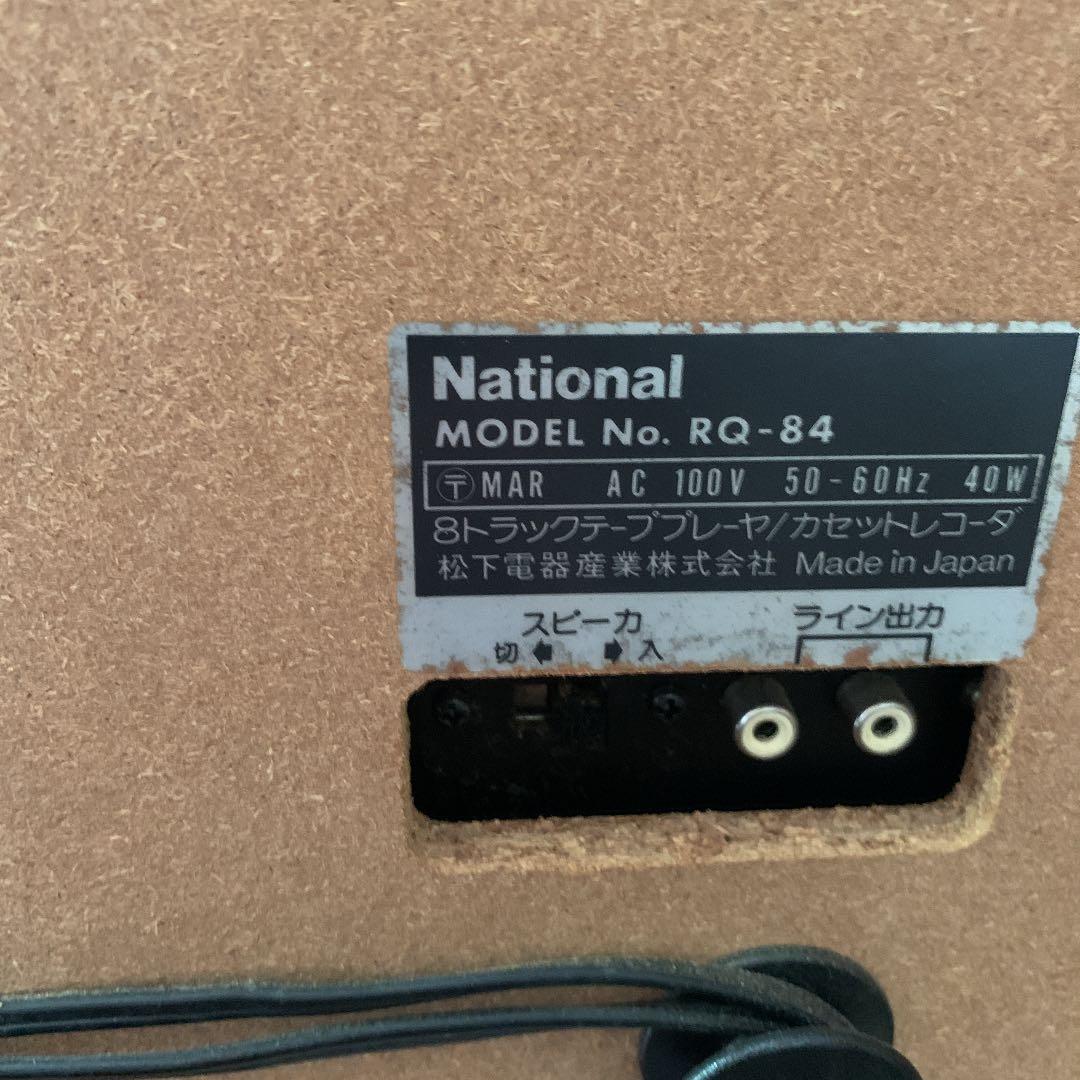 National
MODEL No. RQ-84
〒 MAR AC 100V 50-60Hz 40W
8トラックテーププレーヤ/カセットレコーダ
松下電器産業株式会社 Made in Japan
スピーカ ライン出力
切 ← → 入